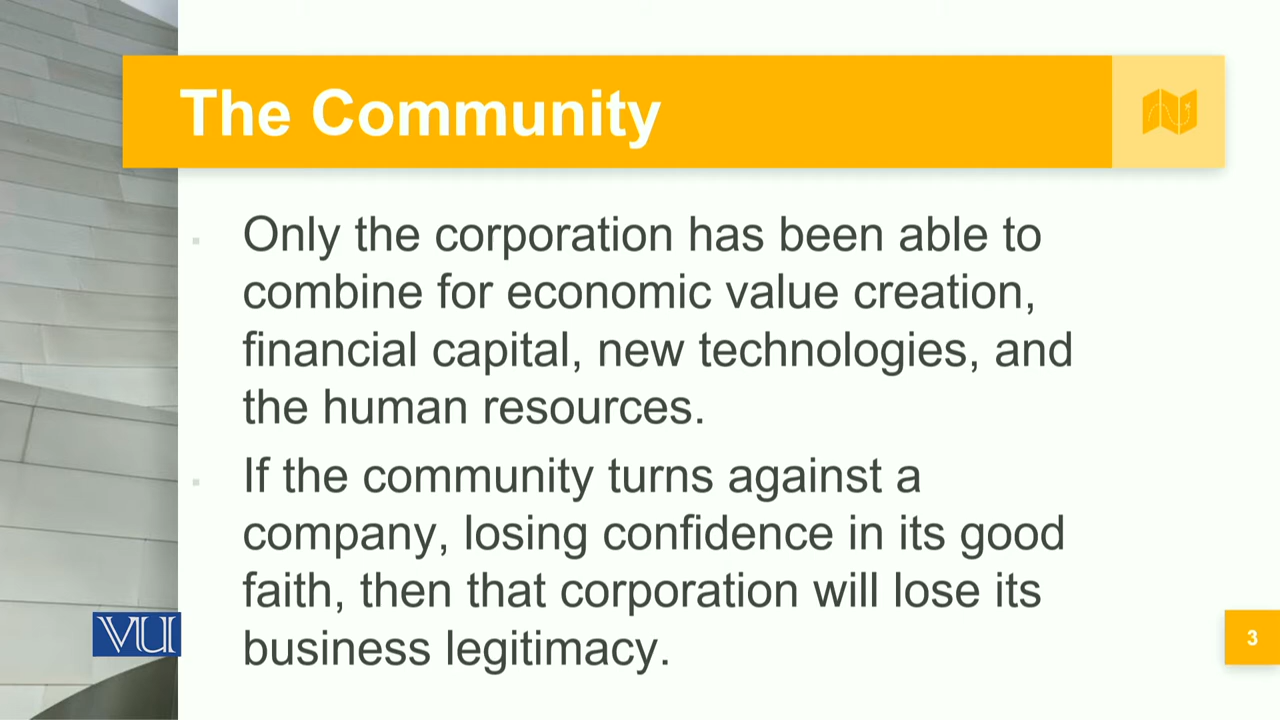 The Community
Only the corporation has been able to
combine for economic value creation,
financial capital, new technologies, and
the human resources.
If the community turns against a
company, losing confidence in its good
faith, then that corporation will lose its
business legitimacy.
VU
3